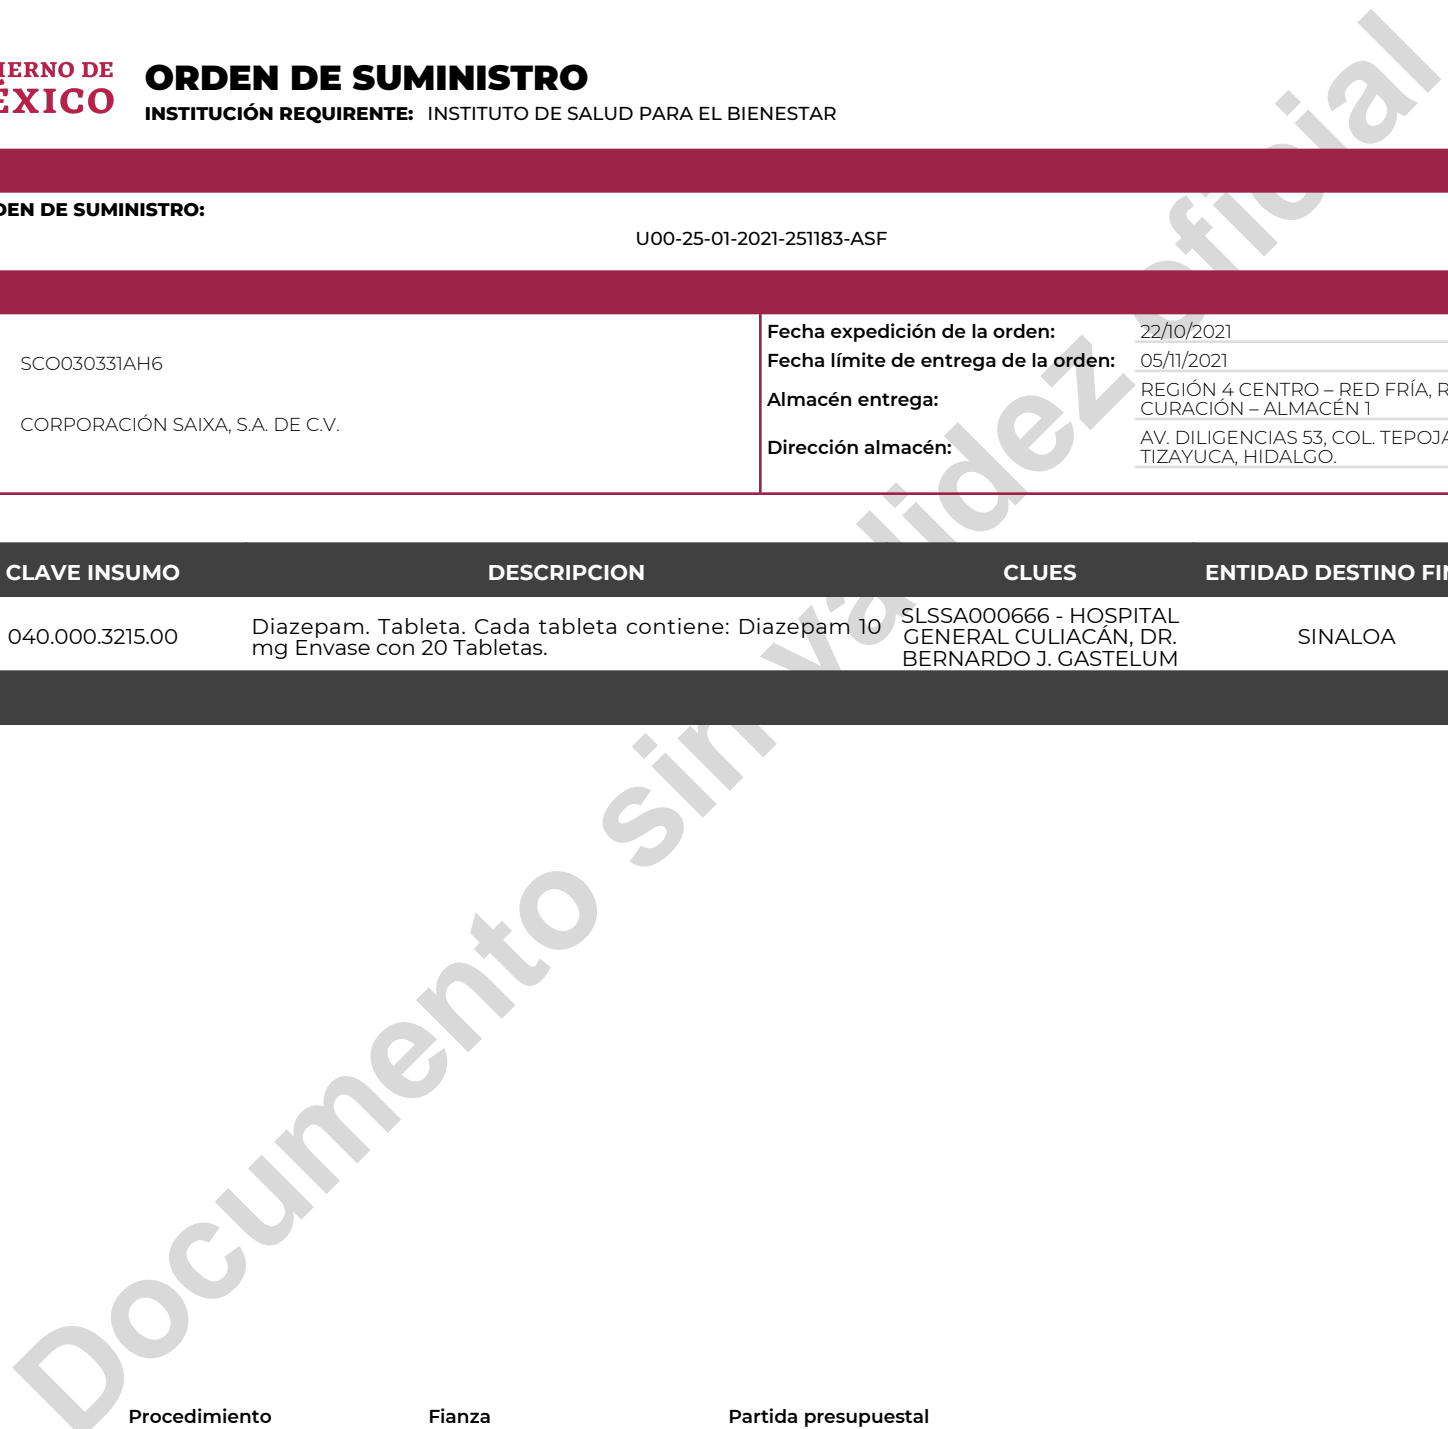 IERNO DE
ÉXICO
ORDEN DE SUMINISTRO
INSTITUCIÓN REQUIRENTE: INSTITUTO DE SALUD PARA EL BIENESTAR
DEN DE SUMINISTRO:
U00-25-01-2021-251183-ASF
SCO030331AH6
CORPORACIÓN SAIXA, S.A. DE C.V.
Fecha expedición de la orden: 22/10/2021
Fecha límite de entrega de la orden: 05/11/2021
Almacén entrega: REGIÓN 4 CENTRO – RED FRÍA, R
CURACIÓN – ALMACÉN 1
Dirección almacén: AV. DILIGENCIAS 53, COL. TEPOJA
TIZAYUCA, HIDALGO.
CLAVE INSUMO DESCRIPCION CLUES ENTIDAD DESTINO FIN
040.000.3215.00
Diazepam. Tableta. Cada tableta contiene: Diazepam 10
mg Envase con 20 Tabletas.
SLSSA000666 - HOSPITAL
GENERAL CULIACÁN, DR.
BERNARDO J. GASTELUM
SINALOA
Documento sin validez oficial
Procedimiento Fianza Partida presupuestal